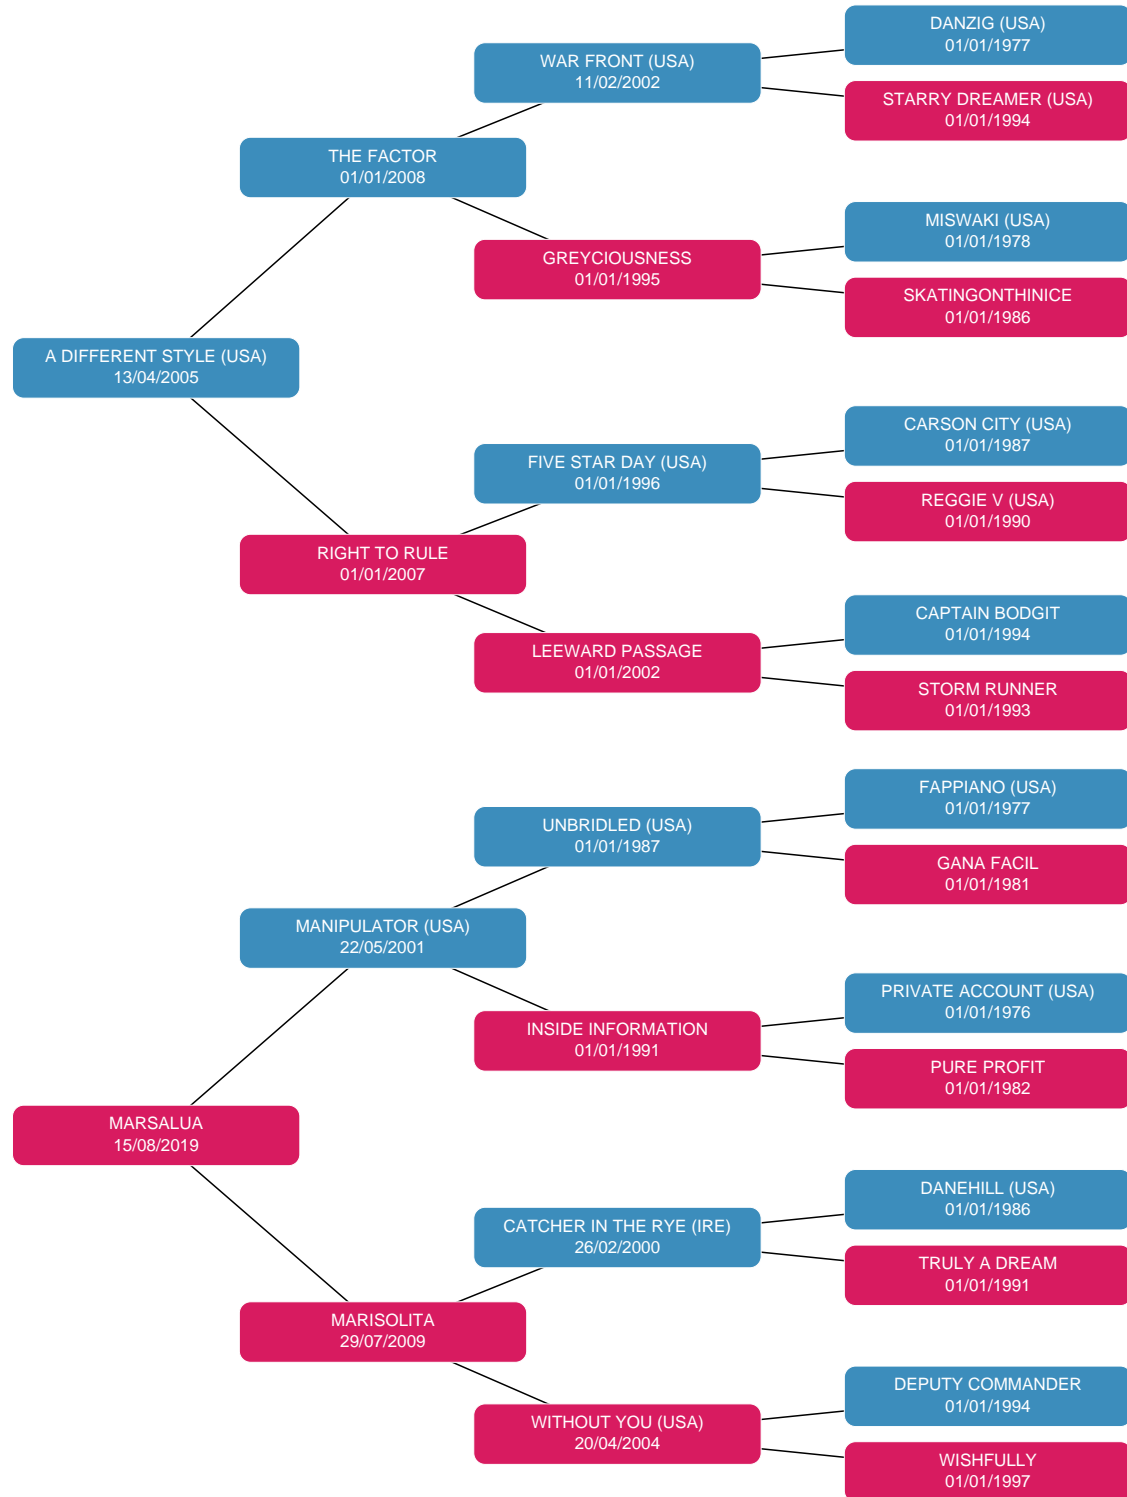 DANZIG (USA)
01/01/1977
WAR FRONT (USA)
11/02/2002
STARRY DREAMER (USA)
01/01/1994
THE FACTOR
01/01/2008
MISWAKI (USA)
01/01/1978
GREYCIOUSNESS
01/01/1995
SKATINGONTHINICE
01/01/1986
A DIFFERENT STYLE (USA)
13/04/2005
CARSON CITY (USA)
01/01/1987
FIVE STAR DAY (USA)
01/01/1996
REGGIE V (USA)
01/01/1990
RIGHT TO RULE
01/01/2007
CAPTAIN BODGIT
01/01/1994
LEEWARD PASSAGE
01/01/2002
STORM RUNNER
01/01/1993
FAPPIANO (USA)
01/01/1977
UNBRIDLED (USA)
01/01/1987
GANA FACIL
01/01/1981
MANIPULATOR (USA)
22/05/2001
PRIVATE ACCOUNT (USA)
01/01/1976
INSIDE INFORMATION
01/01/1991
PURE PROFIT
01/01/1982
MARSALUA
15/08/2019
DANEHILL (USA)
01/01/1986
CATCHER IN THE RYE (IRE)
26/02/2000
TRULY A DREAM
01/01/1991
MARISOLITA
29/07/2009
DEPUTY COMMANDER
01/01/1994
WITHOUT YOU (USA)
20/04/2004
WISHFULLY
01/01/1997